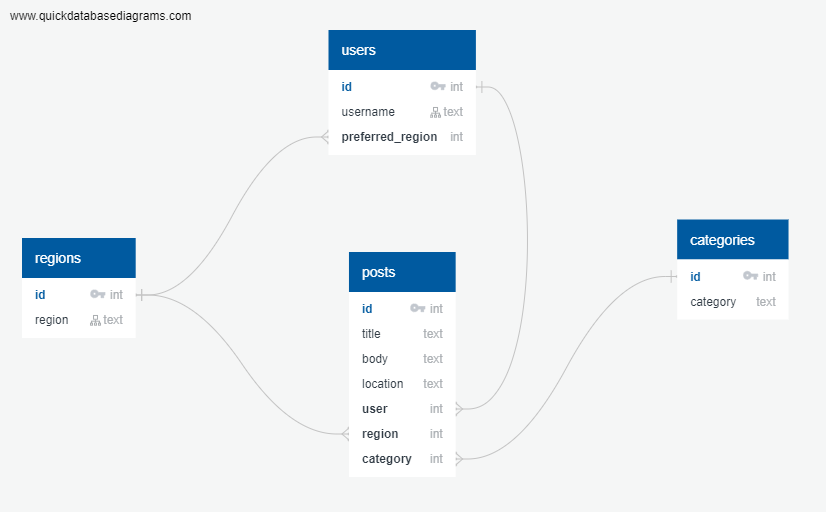 www.quickdatabasediagrams.com
users
id int
username text
preferred_region int
regions
id int
region text
posts
id int
title text
body text
location text
user int
region int
category int
categories
id int
category text